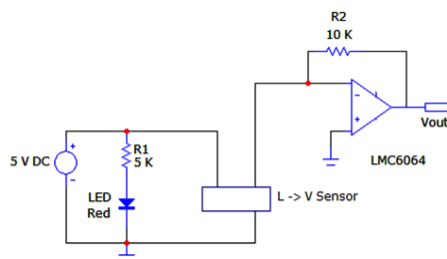 R2
10 K
Vout
LMC6064
R1
5 K
5 V DC
LED
Red
L -> V Sensor